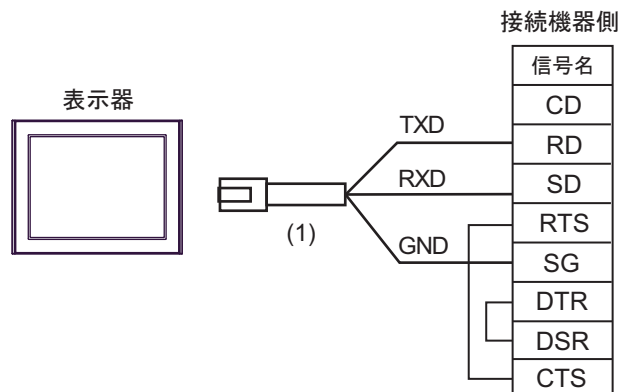 接続機器側
表示器
信号名
CD
TXD
RD
RXD
SD
(1)
RTS
GND
SG
DTR
DSR
CTS